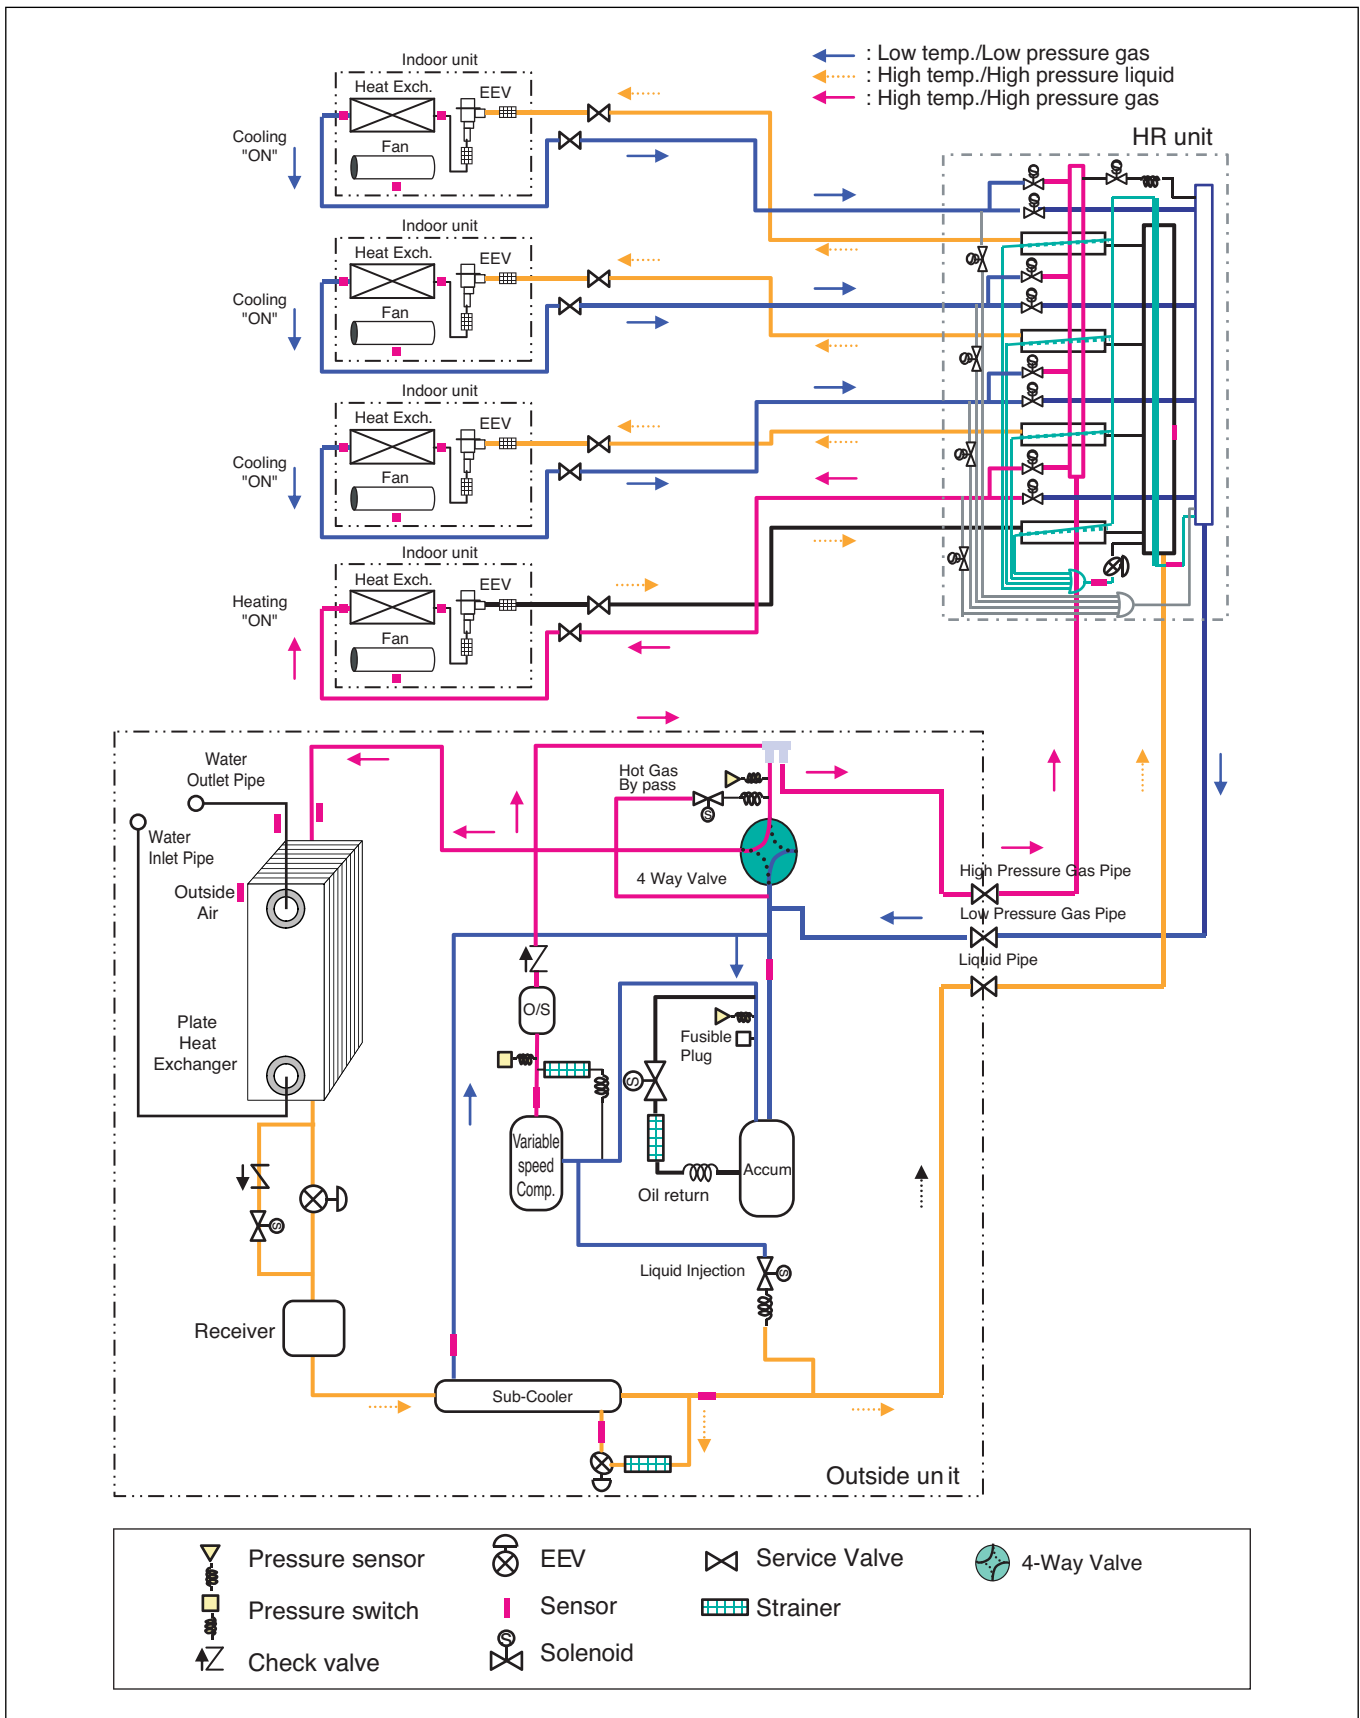 : Low temp./Low pressure gas
: High temp./High pressure liquid
: High temp./High pressure gas
HR unit
Indoor unit
Heat Exch.
EEV
Fan
Cooling
"ON"
Indoor unit
Heat Exch.
EEV
Fan
Cooling
"ON"
Indoor unit
Heat Exch.
EEV
Fan
Cooling
"ON"
Indoor unit
Heat Exch.
EEV
Fan
Heating
"ON"
Water
Outlet Pipe
Water
Inlet Pipe
Outside
Air
Plate
Heat
Exchanger
Hot Gas
By pass
S
4 Way Valve
High Pressure Gas Pipe
Low Pressure Gas Pipe
Liquid Pipe
O/S
Fusible
Plug
S
Variable
speed
Comp.
Accum
Oil return
S
Liquid Injection
S
Receiver
Sub-Cooler
Outside unit
Pressure sensor
EEV
Service Valve
4-Way Valve
Pressure switch
Sensor
Strainer
Check valve
S
Solenoid